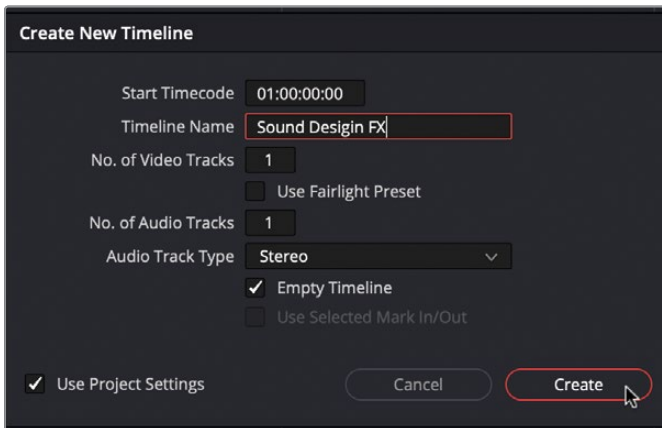 Create New Timeline
Start Timecode 01:00:00:00
Timeline Name Sound Desigin FX
No. of Video Tracks 1
Use Fairlight Preset
No. of Audio Tracks 1
Audio Track Type Stereo
Empty Timeline
Use Selected Mark In/Out
Use Project Settings Cancel Create